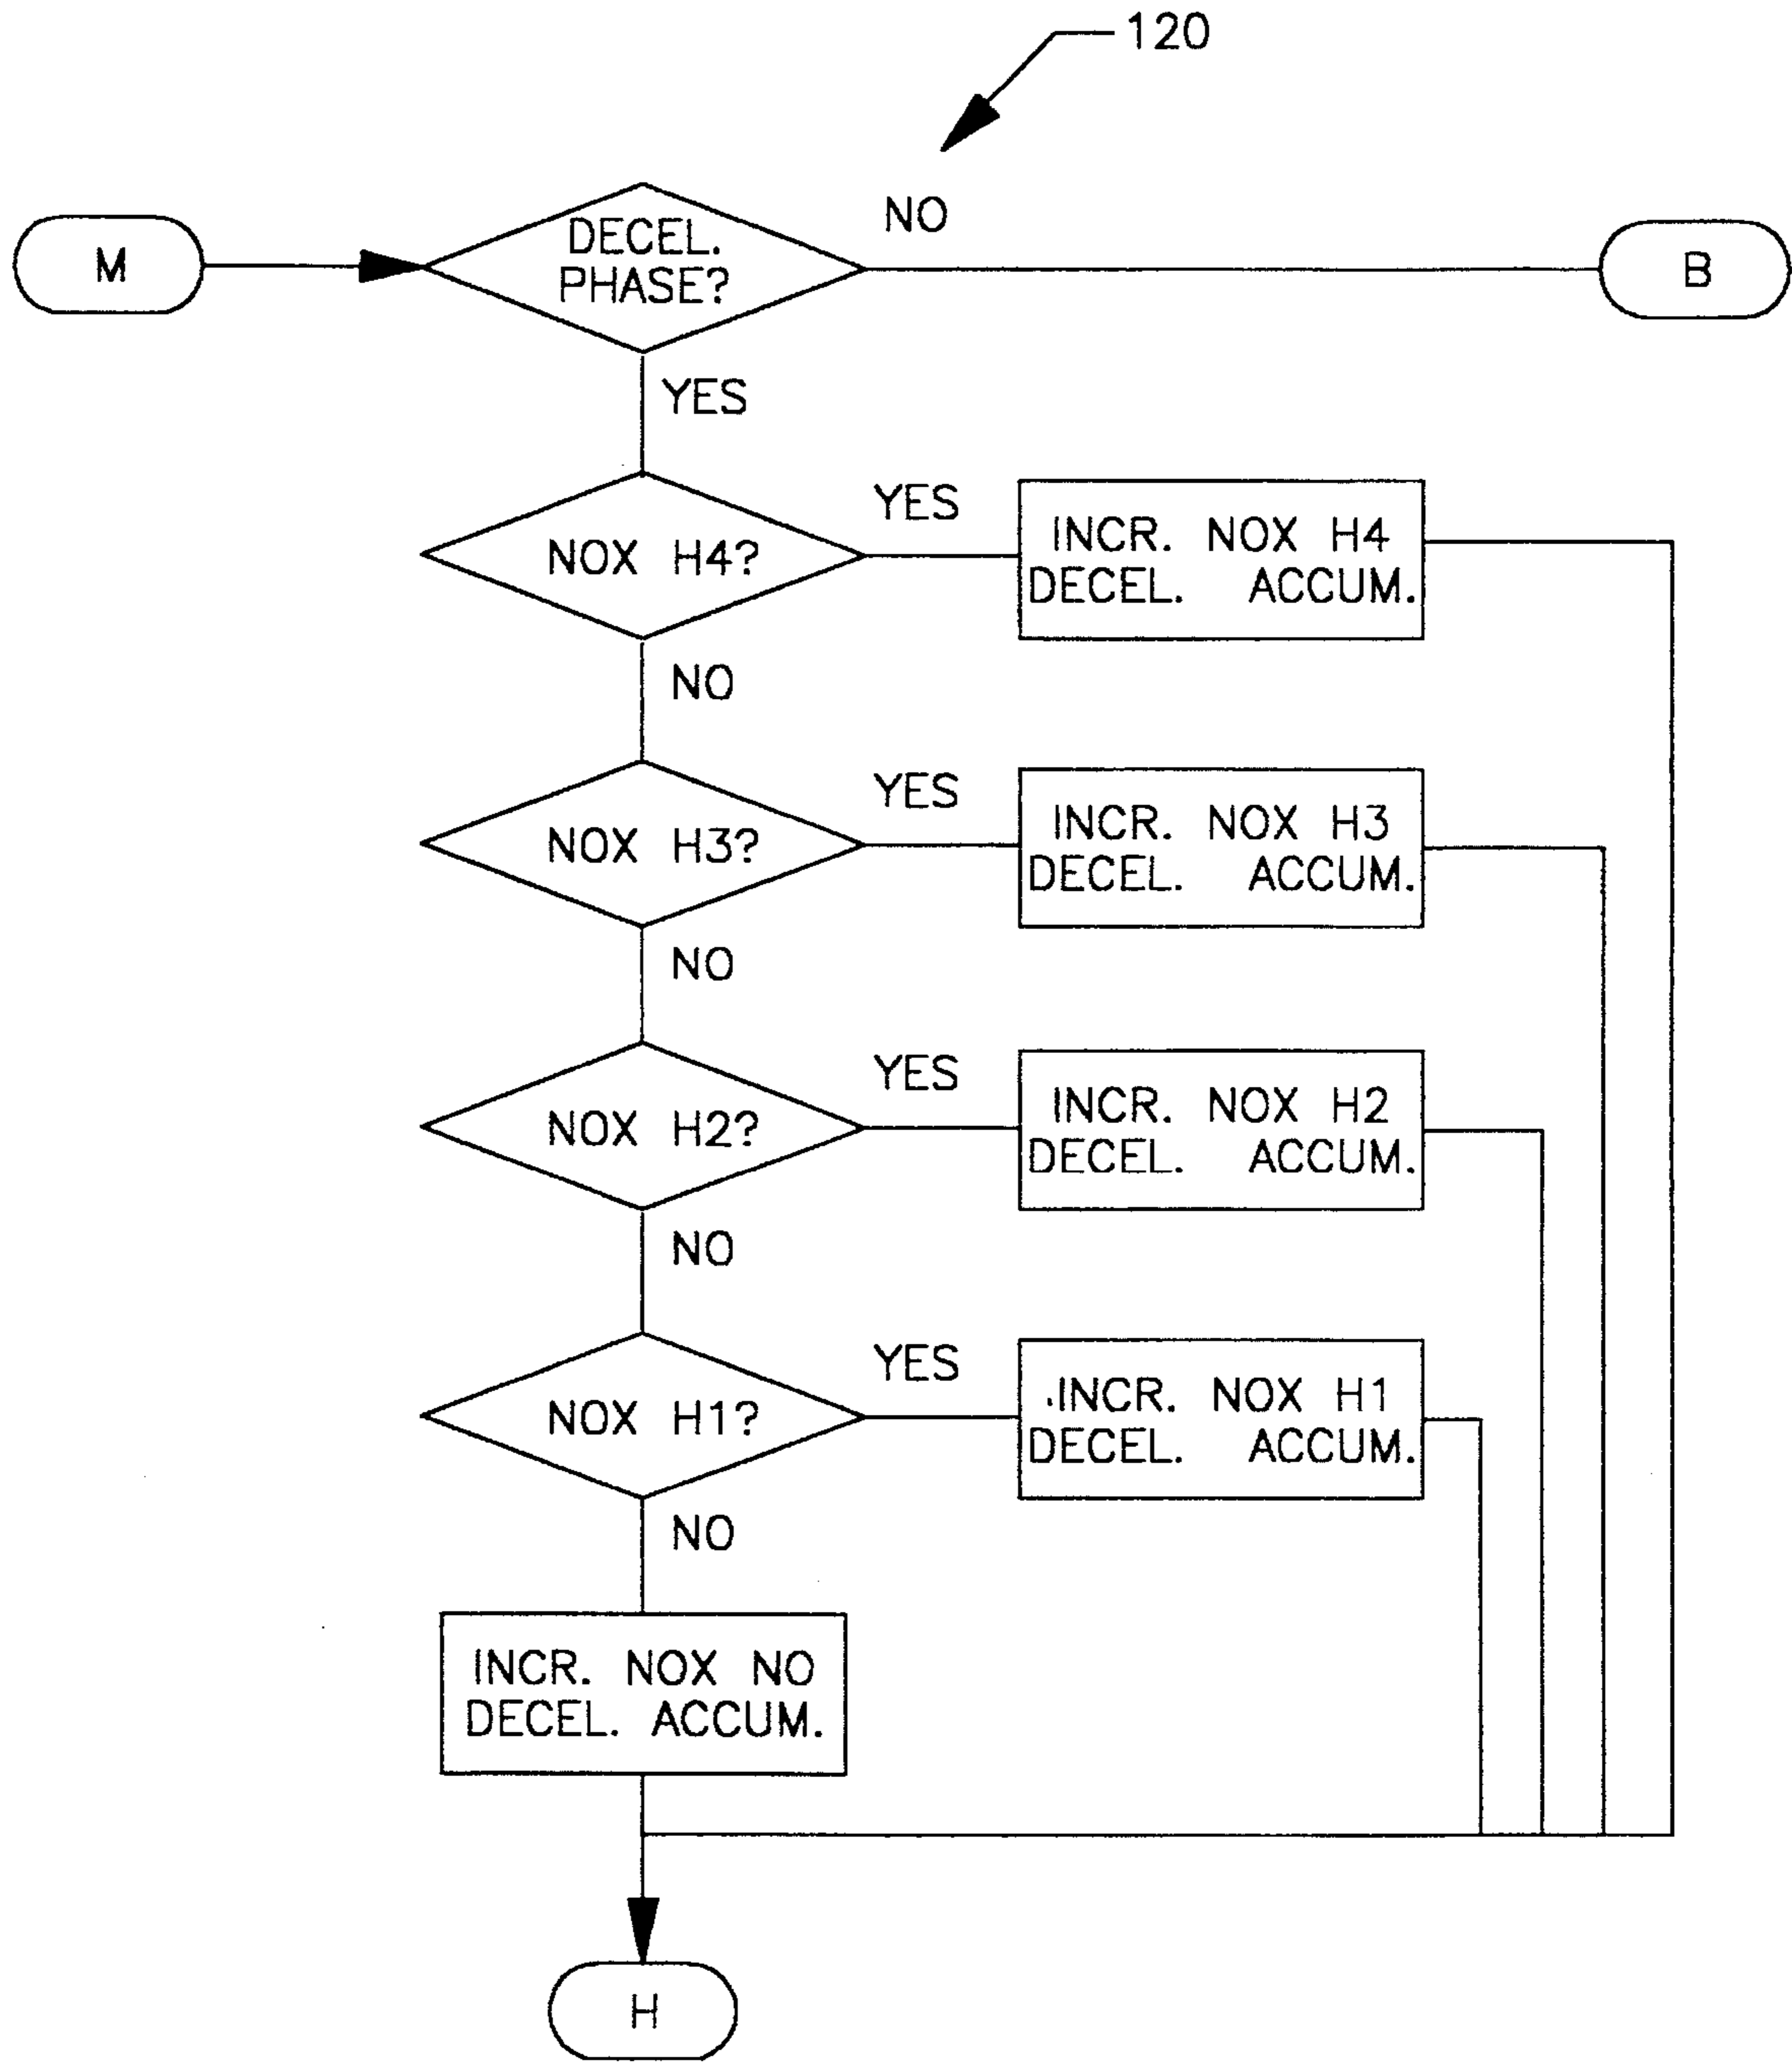 120
M
DECEL.
PHASE?
NO
B
YES
NOX H4?
YES
INCR. NOX H4
DECEL. ACCUM.
NO
NOX H3?
YES
INCR. NOX H3
DECEL. ACCUM.
NO
NOX H2?
YES
INCR. NOX H2
DECEL. ACCUM.
NO
NOX H1?
YES
INCR. NOX H1
DECEL. ACCUM.
NO
INCR. NOX NO
DECEL. ACCUM.
H